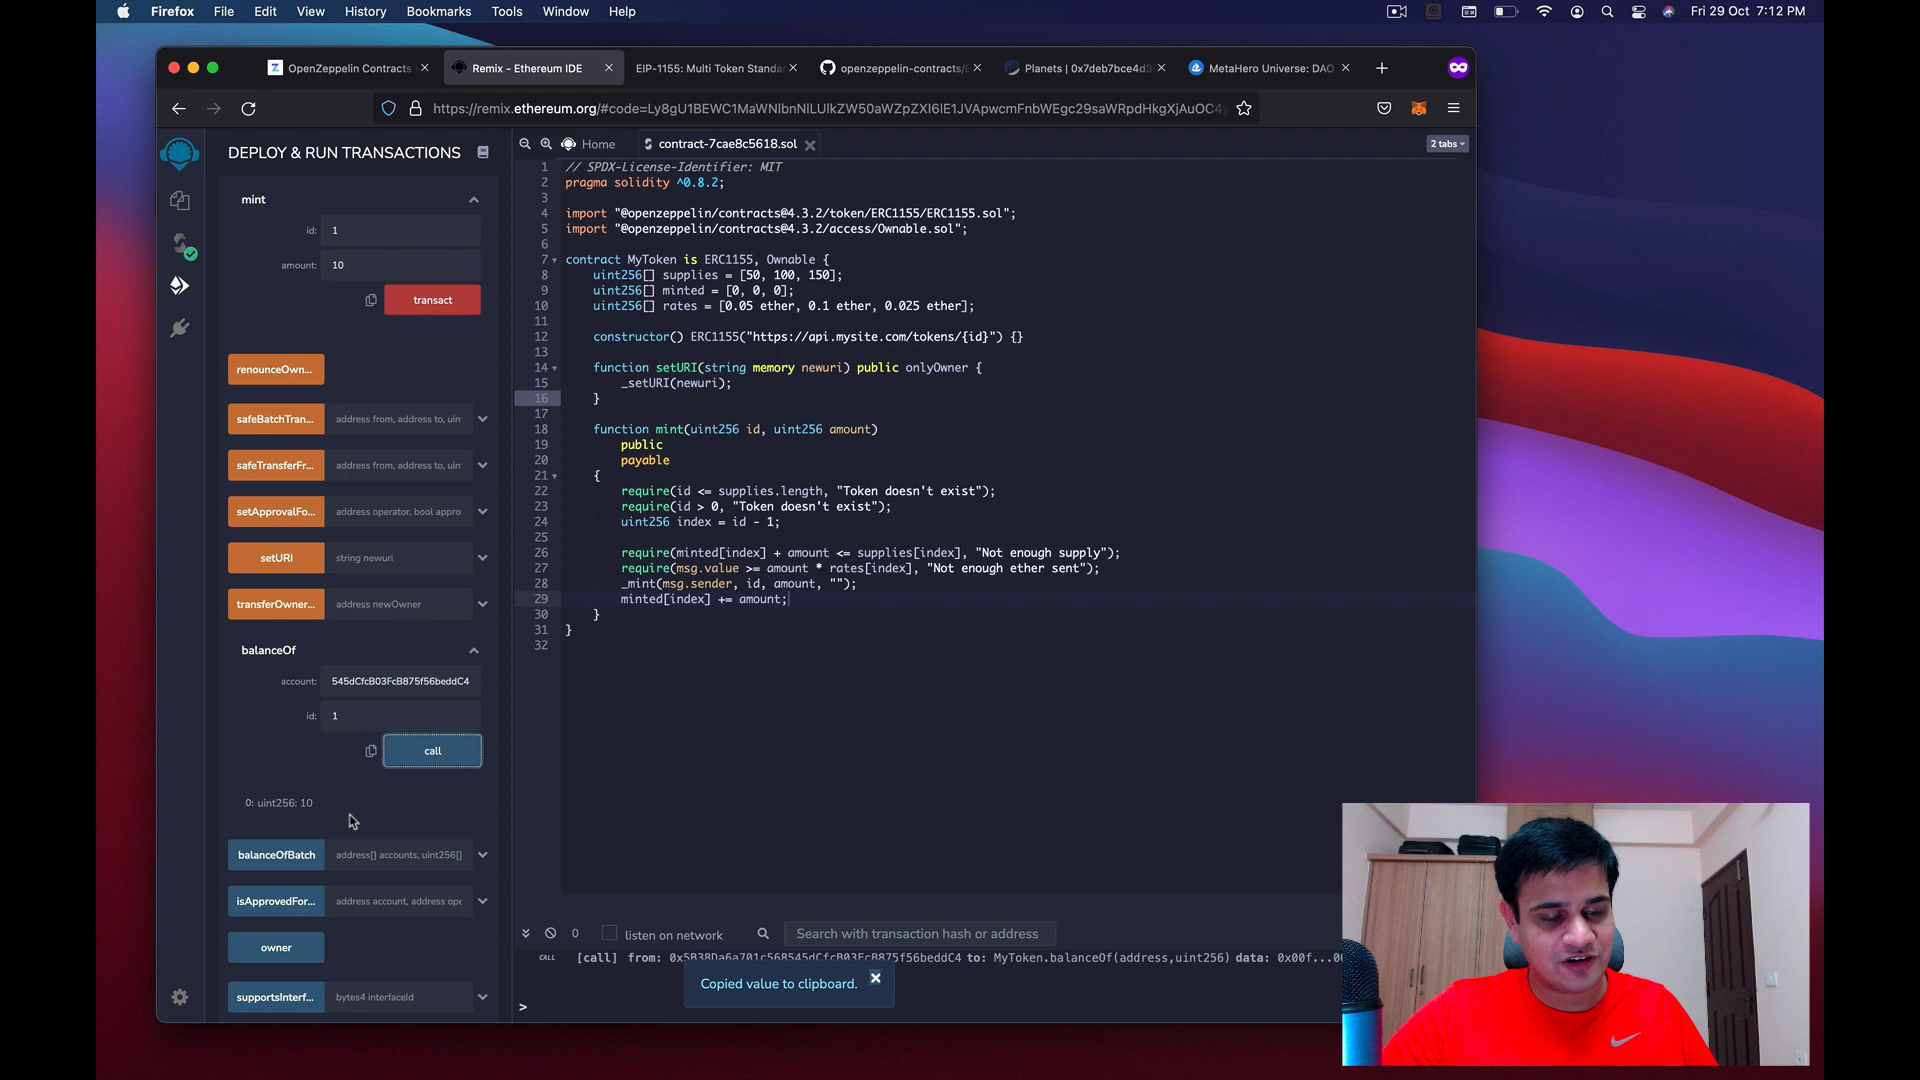 Firefox File Edit View History Bookmarks Tools Window Help
Fri 29 Oct 7:12 PM
OpenZeppelin Contracts
Remix - Ethereum IDE
EIP-1155: Multi Token Standa
openzeppelin-contracts/
Planets | 0x7deb7bce4d3
MetaHero Universe: DAO
https://remix.ethereum.org/#code=Ly8gU1BEWC1MaWNlbnNlLUlkZW50aWZpZXI6IE1JVApwcmFnbWEgc29saWRpdHkgXjAuOC4y
DEPLOY & RUN TRANSACTIONS
mint
id: 1
amount: 10
transact
renounceOwn...
safeBatchTran... address from, address to, uin
safeTransferFr... address from, address to, uin
setApprovalFo... address operator, bool appro
setURI string newuri
transferOwner... address newOwner
balanceOf
account: 545dCfcB03FcB875f56beddC4
id: 1
call
0: uint256: 10
balanceOfBatch address[] accounts, uint256[]
isApprovedFor... address account, address ope
owner
supportsInterf... bytes4 interfaceId
Home
contract-7cae8c5618.sol
2 tabs
1 // SPDX-License-Identifier: MIT
2 pragma solidity ^0.8.2;
3
4 import "@openzeppelin/contracts@4.3.2/token/ERC1155/ERC1155.sol";
5 import "@openzeppelin/contracts@4.3.2/access/Ownable.sol";
6
7 contract MyToken is ERC1155, Ownable {
8 uint256[] supplies = [50, 100, 150];
9 uint256[] minted = [0, 0, 0];
10 uint256[] rates = [0.05 ether, 0.1 ether, 0.025 ether];
11
12 constructor() ERC1155("https://api.mysite.com/tokens/{id}") {}
13
14 function setURI(string memory newuri) public onlyOwner {
15 _setURI(newuri);
16 }
17
18 function mint(uint256 id, uint256 amount)
19 public
20 payable
21 {
22 require(id <= supplies.length, "Token doesn't exist");
23 require(id > 0, "Token doesn't exist");
24 uint256 index = id - 1;
25
26 require(minted[index] + amount <= supplies[index], "Not enough supply");
27 require(msg.value >= amount * rates[index], "Not enough ether sent");
28 _mint(msg.sender, id, amount, "");
29 minted[index] += amount;
30 }
31 }
32
0
listen on network
Search with transaction hash or address
CALL [call] from: 0x5B38Da6a701c568545dCfcB03FcB875f56beddC4 to: MyToken.balanceOf(address,uint256) data: 0x00f...00
Copied value to clipboard.
>